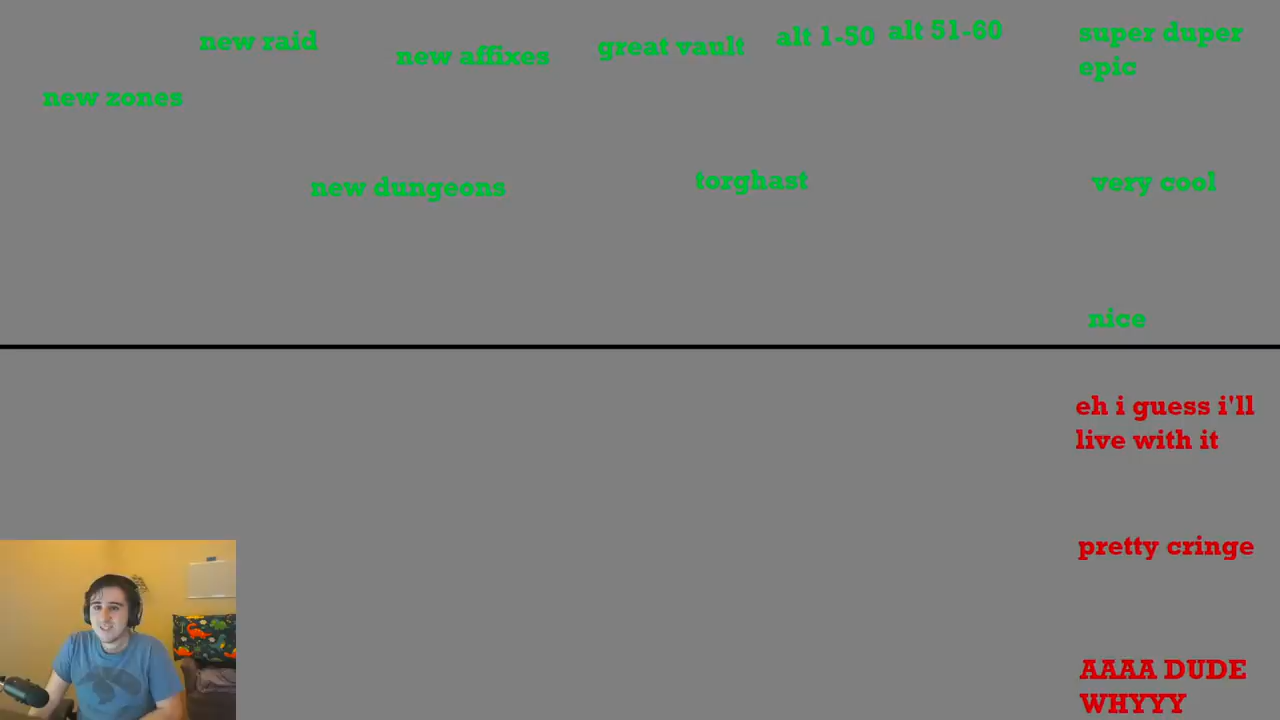 new raid
new affixes
great vault
alt 1-50
alt 51-60
super duper
epic
new zones
new dungeons
torghast
very cool
nice
eh i guess i'll
live with it
pretty cringe
AAAA DUDE
WHYYY